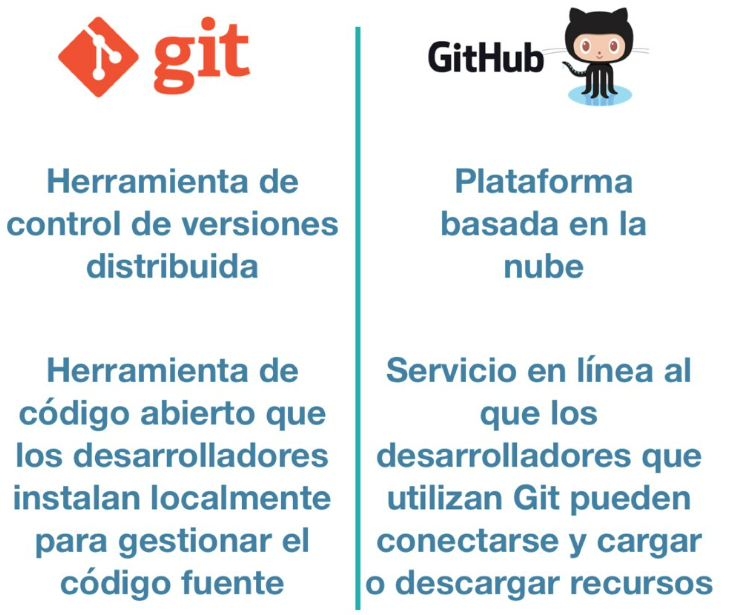 git
Herramienta de
control de versiones
distribuida
Herramienta de
código abierto que
los desarrolladores
instalan localmente
para gestionar el
código fuente
GitHub
Plataforma
basada en la
nube
Servicio en línea al
que los
desarrolladores que
utilizan Git pueden
conectarse y cargar
o descargar recursos